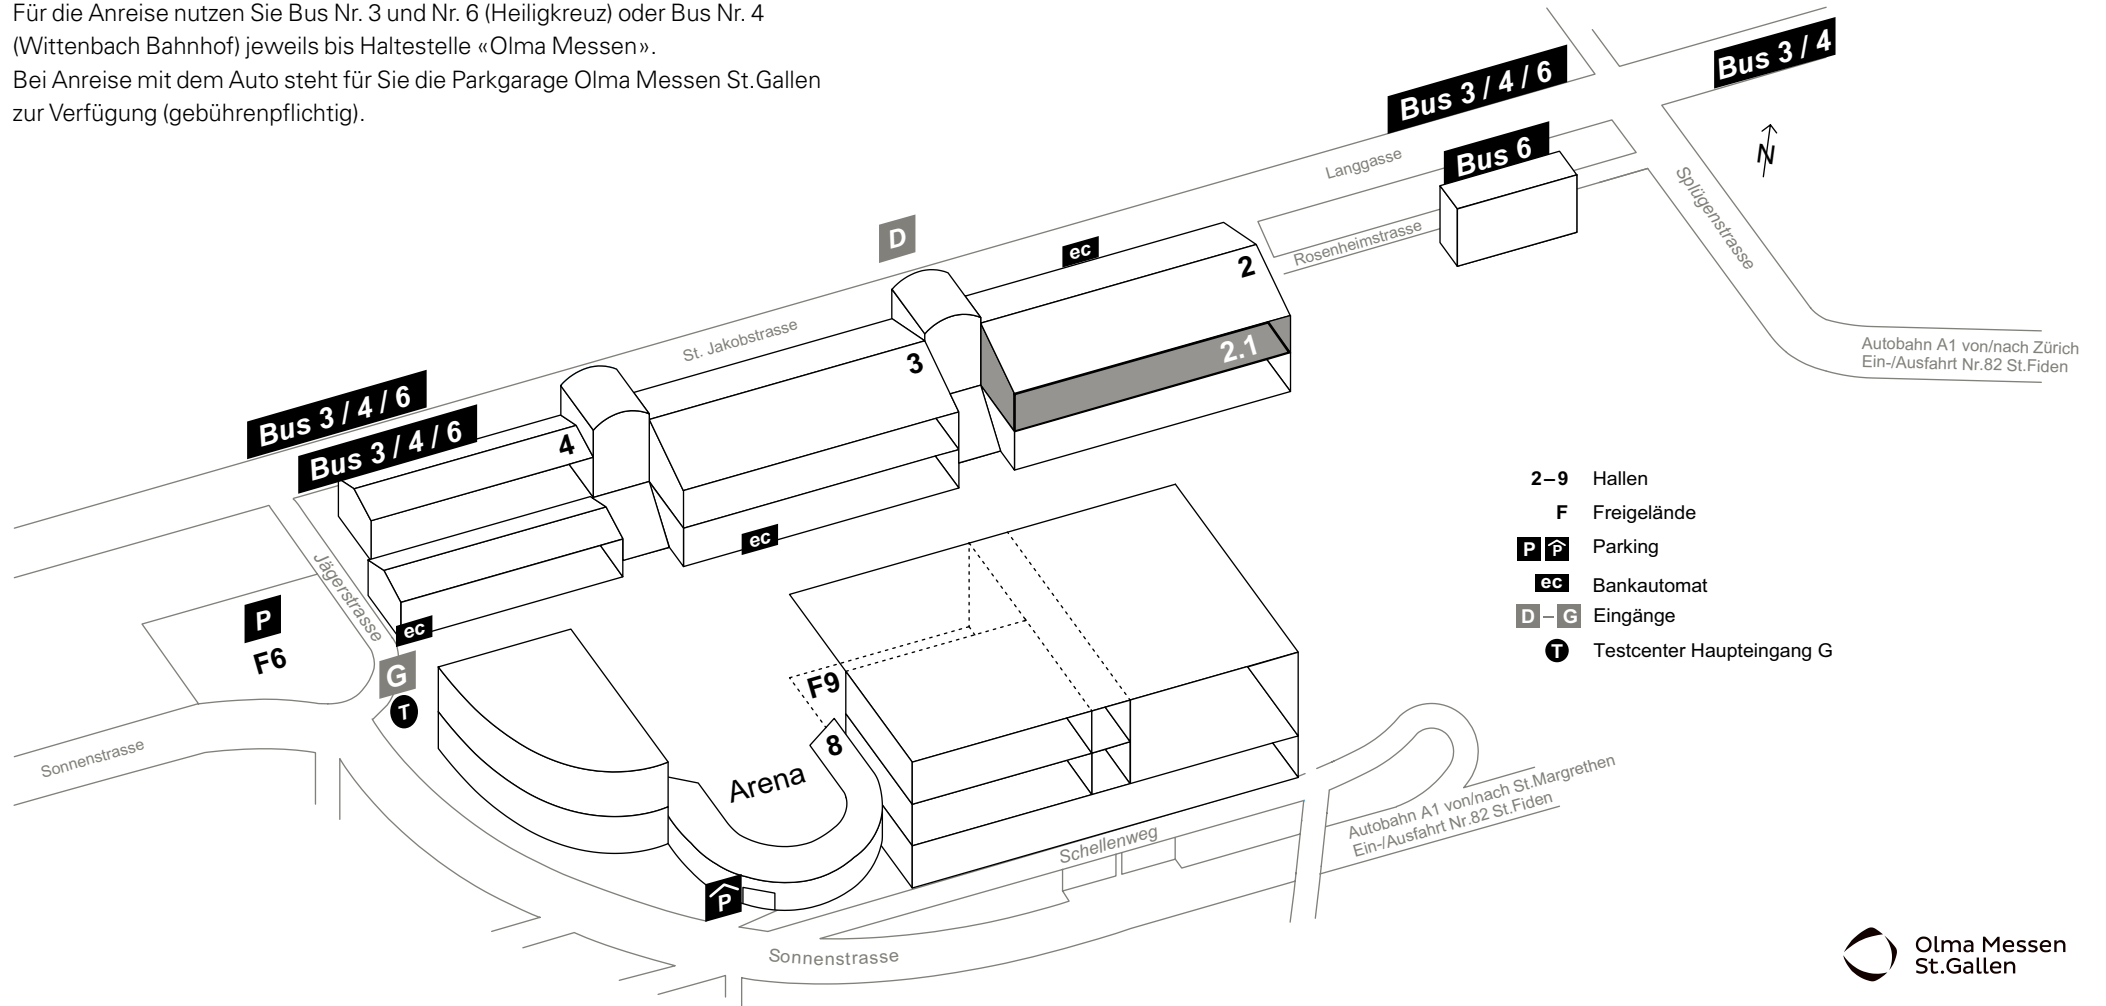 Für die Anreise nutzen Sie Bus Nr. 3 und Nr. 6 (Heiligkreuz) oder Bus Nr. 4
(Wittenbach Bahnhof) jeweils bis Haltestelle «Olma Messen».
Bei Anreise mit dem Auto steht für Sie die Parkgarage Olma Messen St.Gallen
zur Verfügung (gebührenpflichtig).
Bus 3 / 4
Bus 3 / 4 / 6
Bus 6
N
Langgasse
Splügenstrasse
Rosenheimstrasse
D
ec
2
2.1
St. Jakobstrasse
3
Autobahn A1 von/nach Zürich
Ein-/Ausfahrt Nr.82 St.Fiden
Bus 3 / 4 / 6
Bus 3 / 4 / 6
4
ec
Jägerstrasse
P
F6
ec
G
T
F9
8
Arena
Sonnenstrasse
Schellenweg
Autobahn A1 von/nach St.Margrethen
Ein-/Ausfahrt Nr.82 St.Fiden
P
Sonnenstrasse
2–9 Hallen
F Freigelände
P P Parking
ec Bankautomat
D – G Eingänge
T Testcenter Haupteingang G
Olma Messen
St.Gallen